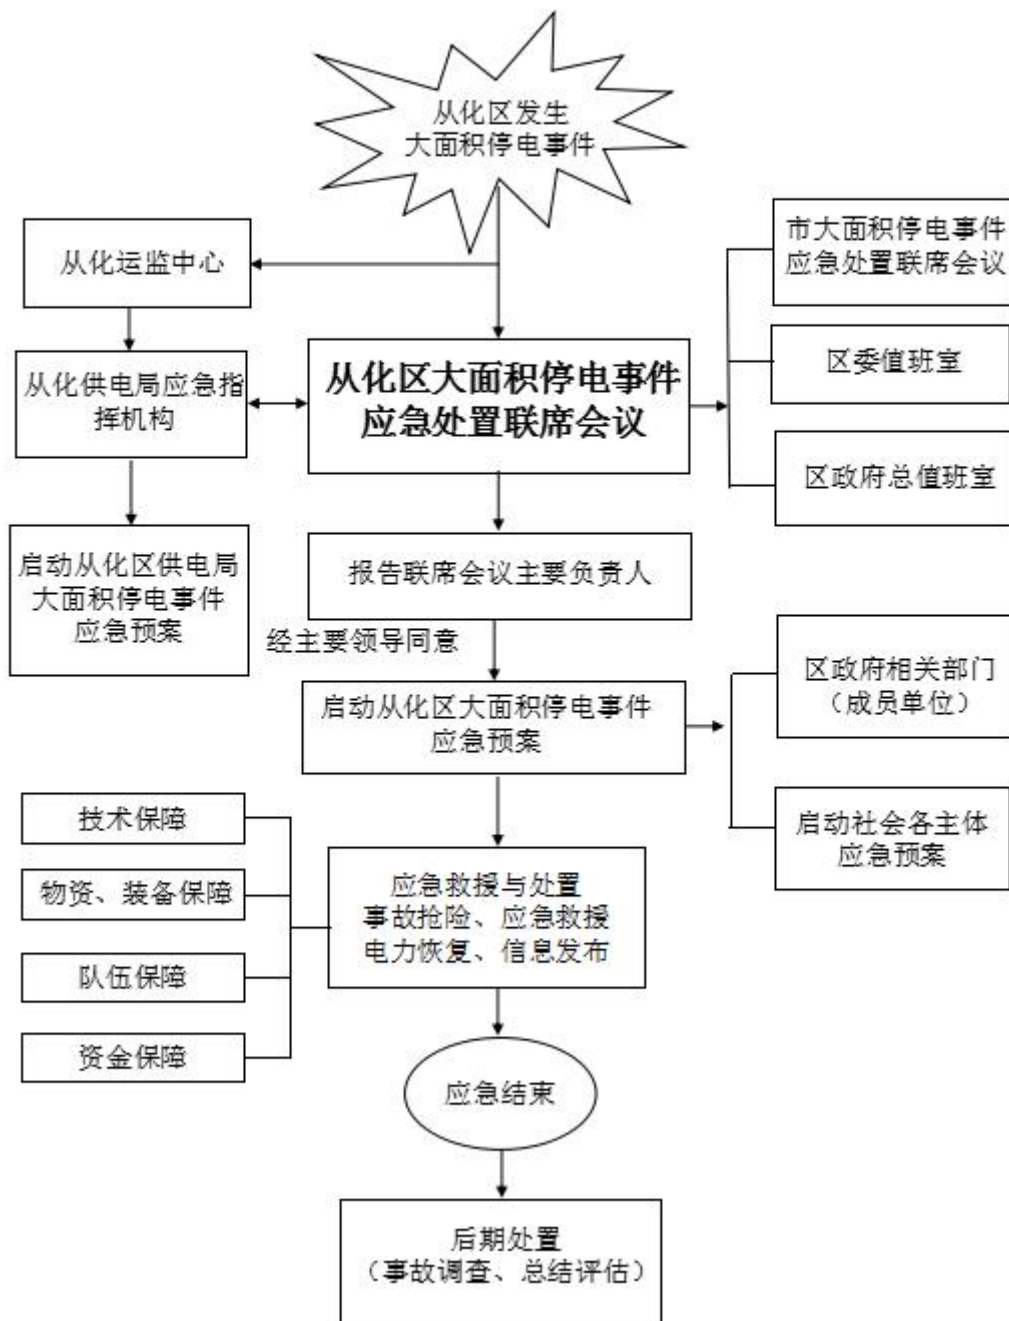 从化区发生
大面积停电事件
从化运监中心
市大面积停电事件
应急处置联席会议
从化供电局应急指
挥机构
从化区大面积停电事件
应急处置联席会议
区委值班室
区政府总值班室
启动从化区供电局
大面积停电事件
应急预案
报告联席会议主要负责人
经主要领导同意
启动从化区大面积停电事件
应急预案
区政府相关部门
（成员单位）
启动社会各主体
应急预案
技术保障
物资、装备保障
队伍保障
资金保障
应急救援与处置
事故抢险、应急救援
电力恢复、信息发布
应急结束
后期处置
（事故调查、总结评估）